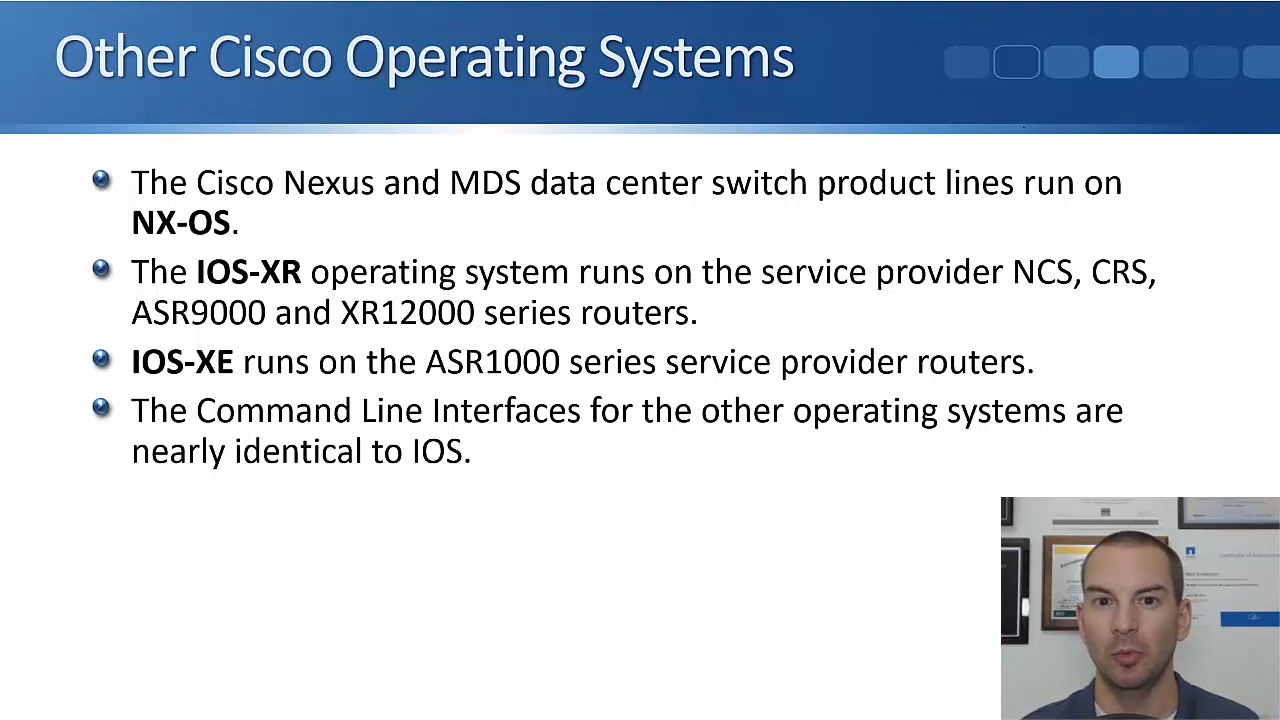 Other Cisco Operating Systems
The Cisco Nexus and MDS data center switch product lines run on
NX-OS.
The IOS-XR operating system runs on the service provider NCS, CRS,
ASR9000 and XR12000 series routers.
IOS-XE runs on the ASR1000 series service provider routers.
The Command Line Interfaces for the other operating systems are
nearly identical to IOS.